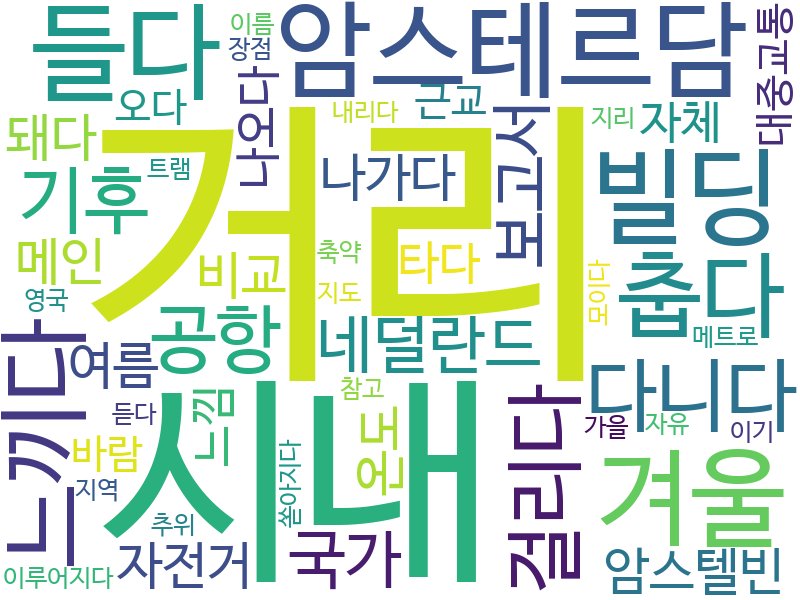 이름
장점
들다
암스테르담
대중교통
오다
나오다
내리다
근교
보고서
지리
자체
돼다
트램
기후
거리
나가다
빌딩
메인
비교
축약
타다
지도
모이다
춥다
영국
공항
네덜란드
메트로
느끼다
여름
듣다
느낌
참고
온도
걸리다
다니다
가을
자유
이기
바람
지역
시내
쏟아지다
겨울
추위
이루어지다
자전거
국가
암스텔빈